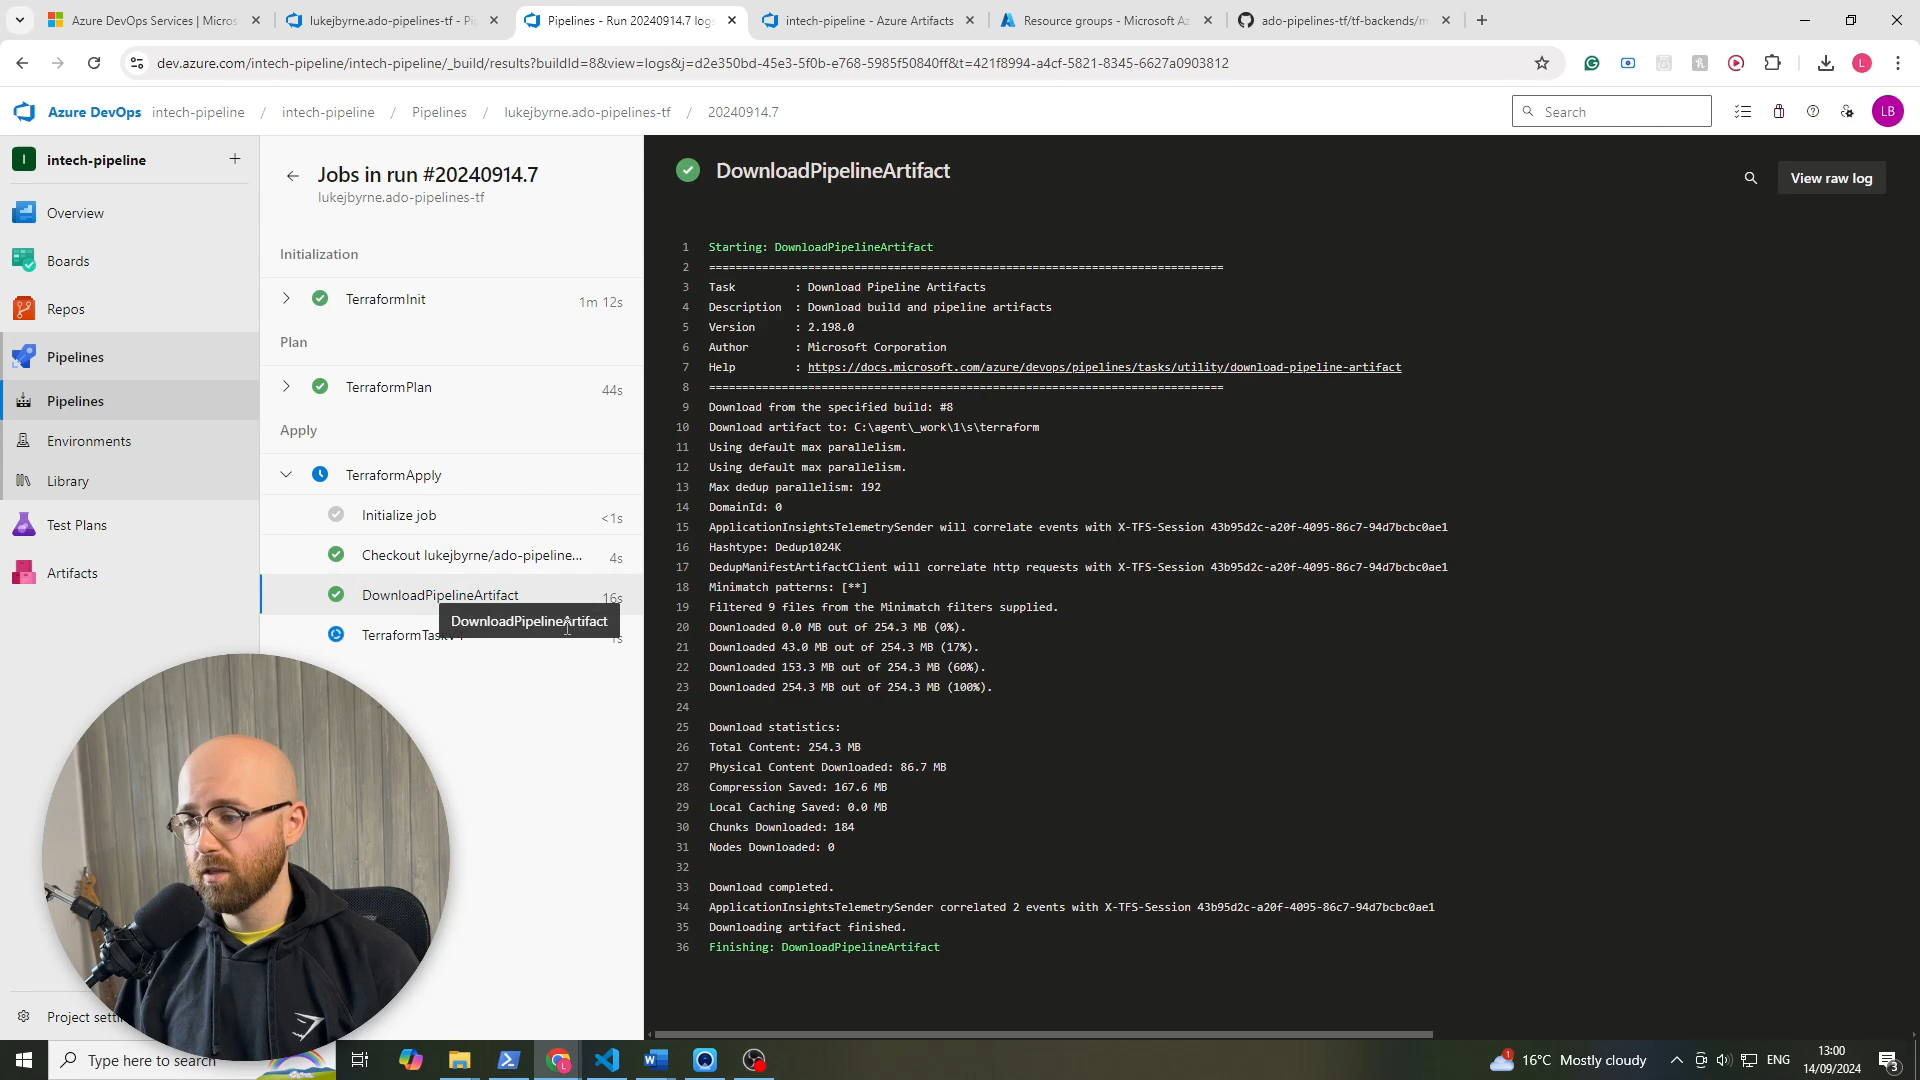 Azure DevOps Services | Micros
lukejbyrne.ado-pipelines-tf - Pi
Pipelines - Run 20240914.7 logs
intech-pipeline - Azure Artifacts
Resource groups - Microsoft Az
ado-pipelines-tf/tf-backends/m
dev.azure.com/intech-pipeline/intech-pipeline/_build/results?buildId=8&view=logs&j=d2e350bd-45e3-5f0b-e768-5985f50840ff&t=421f8994-a4cf-5821-8345-6627a0903812
L
Azure DevOps intech-pipeline / intech-pipeline / Pipelines / lukejbyrne.ado-pipelines-tf / 20240914.7
Search
LB
I intech-pipeline
Overview
Boards
Repos
Pipelines
Pipelines
Environments
Library
Test Plans
Artifacts
Project setti
Jobs in run #20240914.7
lukejbyrne.ado-pipelines-tf
Initialization
TerraformInit 1m 12s
Plan
TerraformPlan 44s
Apply
TerraformApply
Initialize job <1s
Checkout lukejbyrne/ado-pipeline... 4s
DownloadPipelineArtifact 16s
DownloadPipelineArtifact
DownloadPipelineArtifact
View raw log
1 Starting: DownloadPipelineArtifact
2 ==============================================================================
3 Task : Download Pipeline Artifacts
4 Description : Download build and pipeline artifacts
5 Version : 2.198.0
6 Author : Microsoft Corporation
7 Help : https://docs.microsoft.com/azure/devops/pipelines/tasks/utility/download-pipeline-artifact
8 ==============================================================================
9 Download from the specified build: #8
10 Download artifact to: C:\agent\_work\1\s\terraform
11 Using default max parallelism.
12 Using default max parallelism.
13 Max dedup parallelism: 192
14 DomainId: 0
15 ApplicationInsightsTelemetrySender will correlate events with X-TFS-Session 43b95d2c-a20f-4095-86c7-94d7bcbc0ae1
16 Hashtype: Dedup1024K
17 DedupManifestArtifactClient will correlate http requests with X-TFS-Session 43b95d2c-a20f-4095-86c7-94d7bcbc0ae1
18 Minimatch patterns: [**]
19 Filtered 9 files from the Minimatch filters supplied.
20 Downloaded 0.0 MB out of 254.3 MB (0%).
21 Downloaded 43.0 MB out of 254.3 MB (17%).
22 Downloaded 153.3 MB out of 254.3 MB (60%).
23 Downloaded 254.3 MB out of 254.3 MB (100%).
24
25 Download statistics:
26 Total Content: 254.3 MB
27 Physical Content Downloaded: 86.7 MB
28 Compression Saved: 167.6 MB
29 Local Caching Saved: 0.0 MB
30 Chunks Downloaded: 184
31 Nodes Downloaded: 0
32
33 Download completed.
34 ApplicationInsightsTelemetrySender correlated 2 events with X-TFS-Session 43b95d2c-a20f-4095-86c7-94d7bcbc0ae1
35 Downloading artifact finished.
36 Finishing: DownloadPipelineArtifact
Type here to search
16°C Mostly cloudy
ENG
13:00
14/09/2024
3